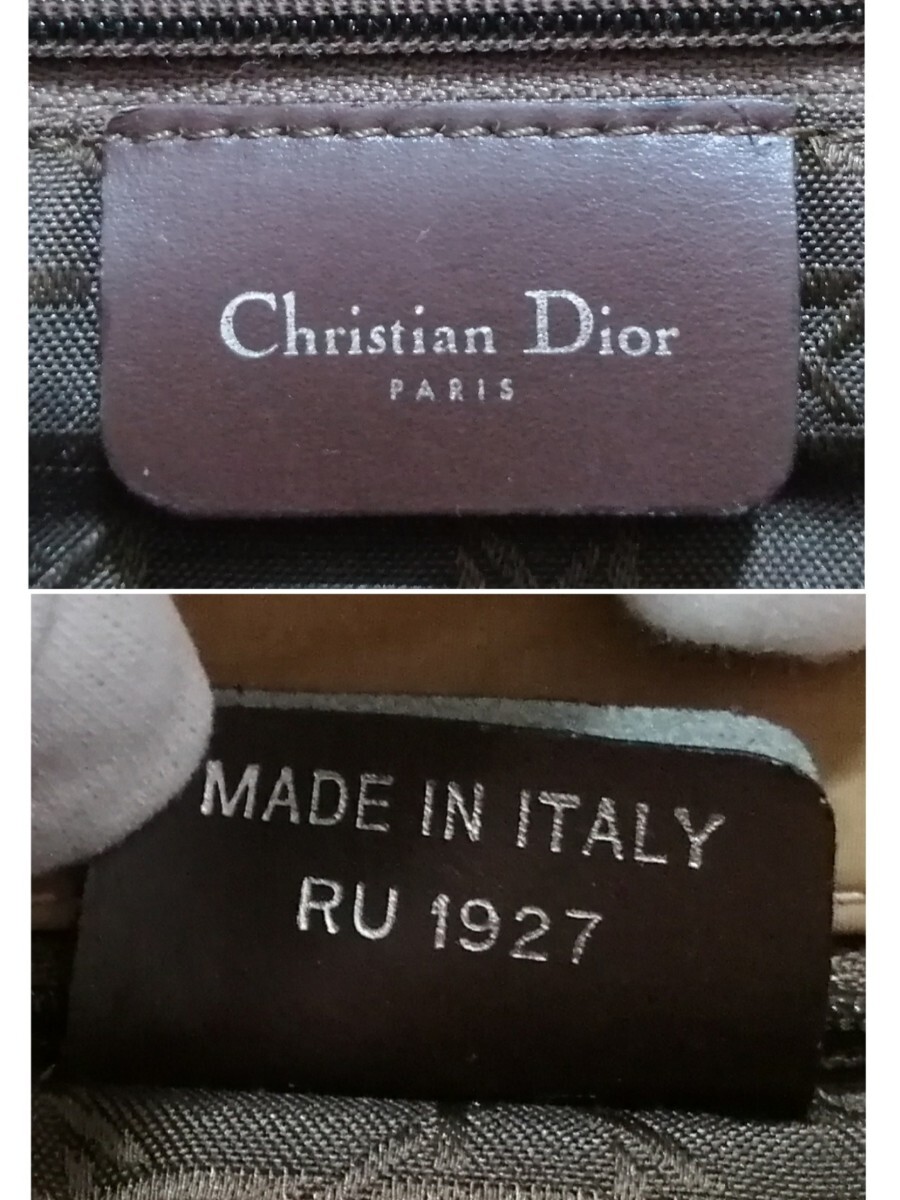 Christian Dior
PARIS
MADE IN ITALY
RU 1927